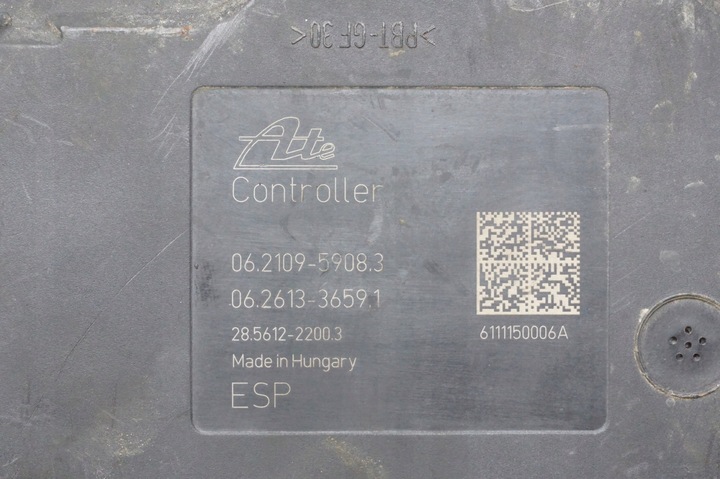 >PBT-GF30<
Ate
Controller
06.2109-5908.3
06.2613-3659.1
28.5612-2200.3
6111150006A
Made in Hungary
ESP